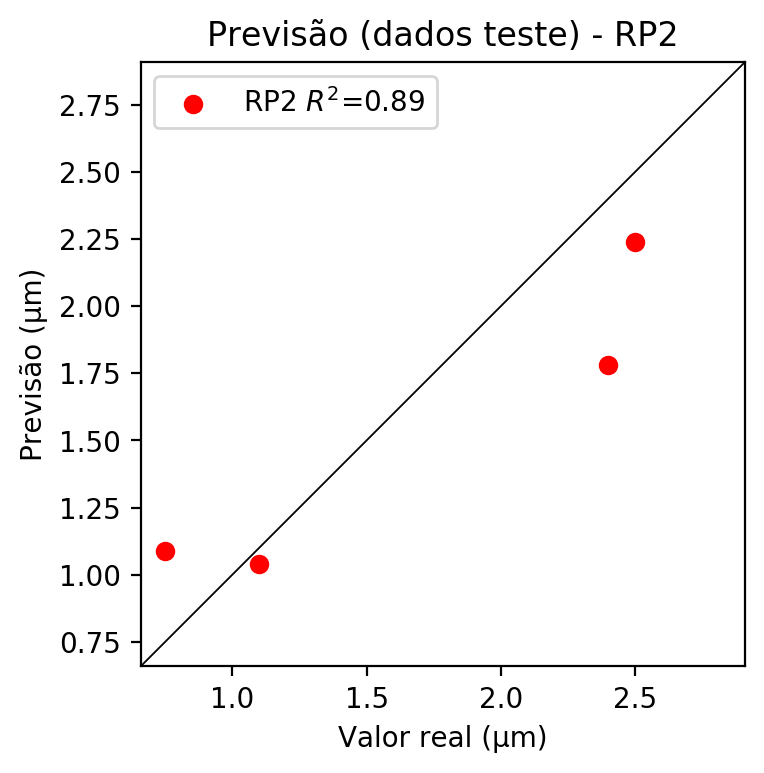 Previsão (dados teste) - RP2
RP2 R²=0.89
Previsão (µm)
2.75
2.50
2.25
2.00
1.75
1.50
1.25
1.00
0.75
1.0 1.5 2.0 2.5
Valor real (µm)